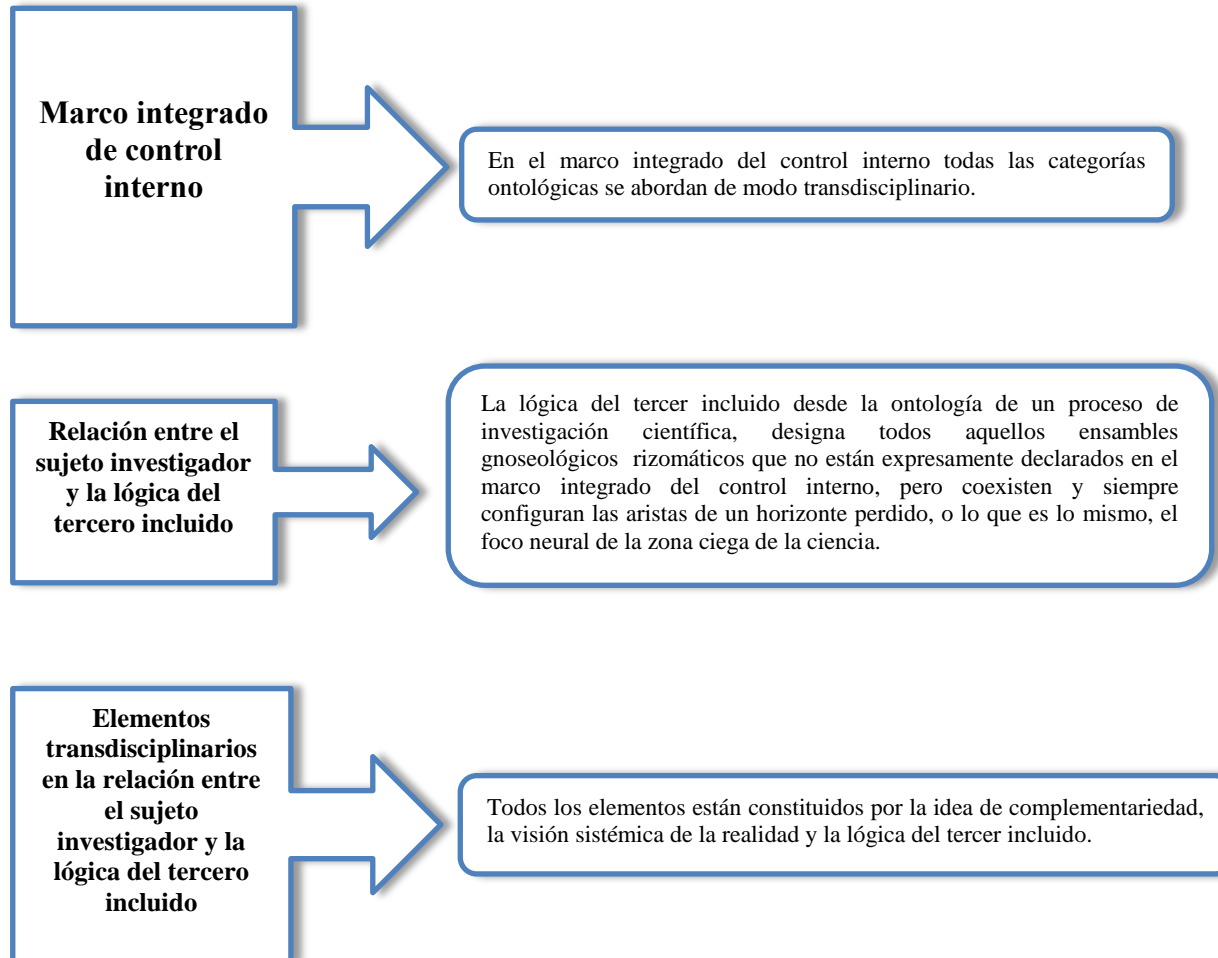 Marco integrado
de control
interno
En el marco integrado del control interno todas las categorías
ontológicas se abordan de modo transdisciplinario.
Relación entre el
sujeto investigador
y la lógica del
tercero incluido
La lógica del tercer incluido desde la ontología de un proceso de
investigación científica, designa todos aquellos ensambles
gnoseológicos rizomáticos que no están expresamente declarados en el
marco integrado del control interno, pero coexisten y siempre
configuran las aristas de un horizonte perdido, o lo que es lo mismo, el
foco neural de la zona ciega de la ciencia.
Elementos
transdisciplinarios
en la relación entre
el sujeto
investigador y la
lógica del tercero
incluido
Todos los elementos están constituidos por la idea de complementariedad,
la visión sistémica de la realidad y la lógica del tercer incluido.